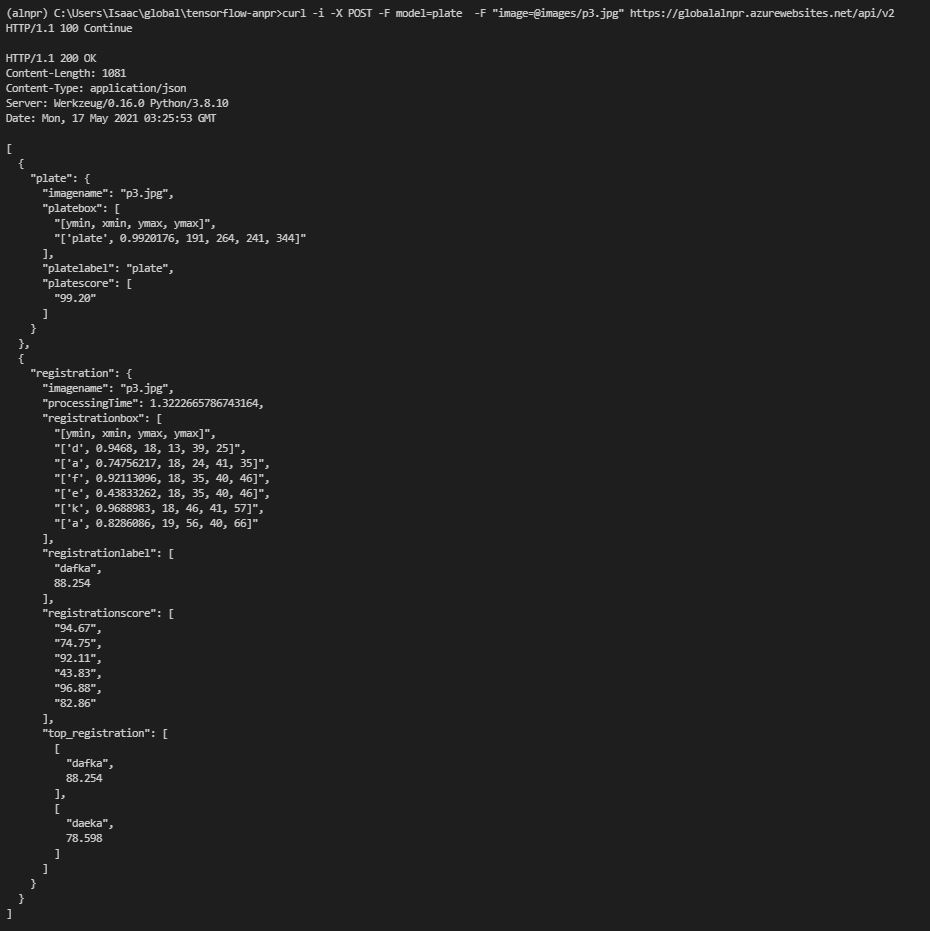 (alnpr) C:\Users\Isaac\global\tensorflow-anpr>curl -i -X POST -F model=plate  -F "image=@images/p3.jpg" https://globalalnpr.azurewebsites.net/api/v2
HTTP/1.1 100 Continue

HTTP/1.1 200 OK
Content-Length: 1081
Content-Type: application/json
Server: Werkzeug/0.16.0 Python/3.8.10
Date: Mon, 17 May 2021 03:25:53 GMT

[
  {
    "plate": {
      "imagename": "p3.jpg",
      "platebox": [
        "[ymin, xmin, ymax, ymax]",
        "['plate', 0.9920176, 191, 264, 241, 344]"
      ],
      "platelabel": "plate",
      "platescore": [
        "99.20"
      ]
    }
  },
  {
    "registration": {
      "imagename": "p3.jpg",
      "processingTime": 1.3222665786743164,
      "registrationbox": [
        "[ymin, xmin, ymax, ymax]",
        "['d', 0.9468, 18, 13, 39, 25]",
        "['a', 0.74756217, 18, 24, 41, 35]",
        "['f', 0.92113096, 18, 35, 40, 46]",
        "['e', 0.43833262, 18, 35, 40, 46]",
        "['k', 0.9688983, 18, 46, 41, 57]",
        "['a', 0.8286086, 19, 56, 40, 66]"
      ],
      "registrationlabel": [
        "dafka",
        88.254
      ],
      "registrationscore": [
        "94.67",
        "74.75",
        "92.11",
        "43.83",
        "96.88",
        "82.86"
      ],
      "top_registration": [
        [
          "dafka",
          88.254
        ],
        [
          "daeka",
          78.598
        ]
      ]
    }
  }
]